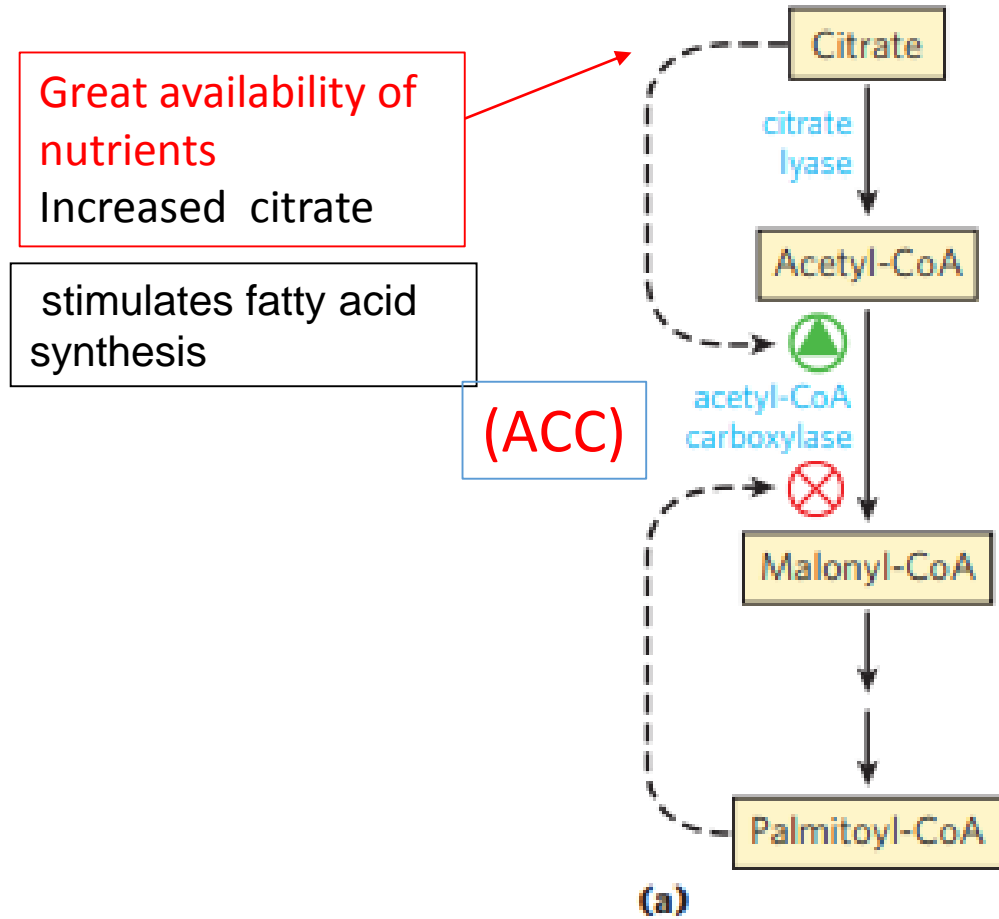 Great availability of
nutrients
Increased citrate
stimulates fatty acid
synthesis
(ACC)
Citrate
citrate
lyase
Acetyl-CoA
acetyl-CoA
carboxylase
Malonyl-CoA
Palmitoyl-CoA
(a)